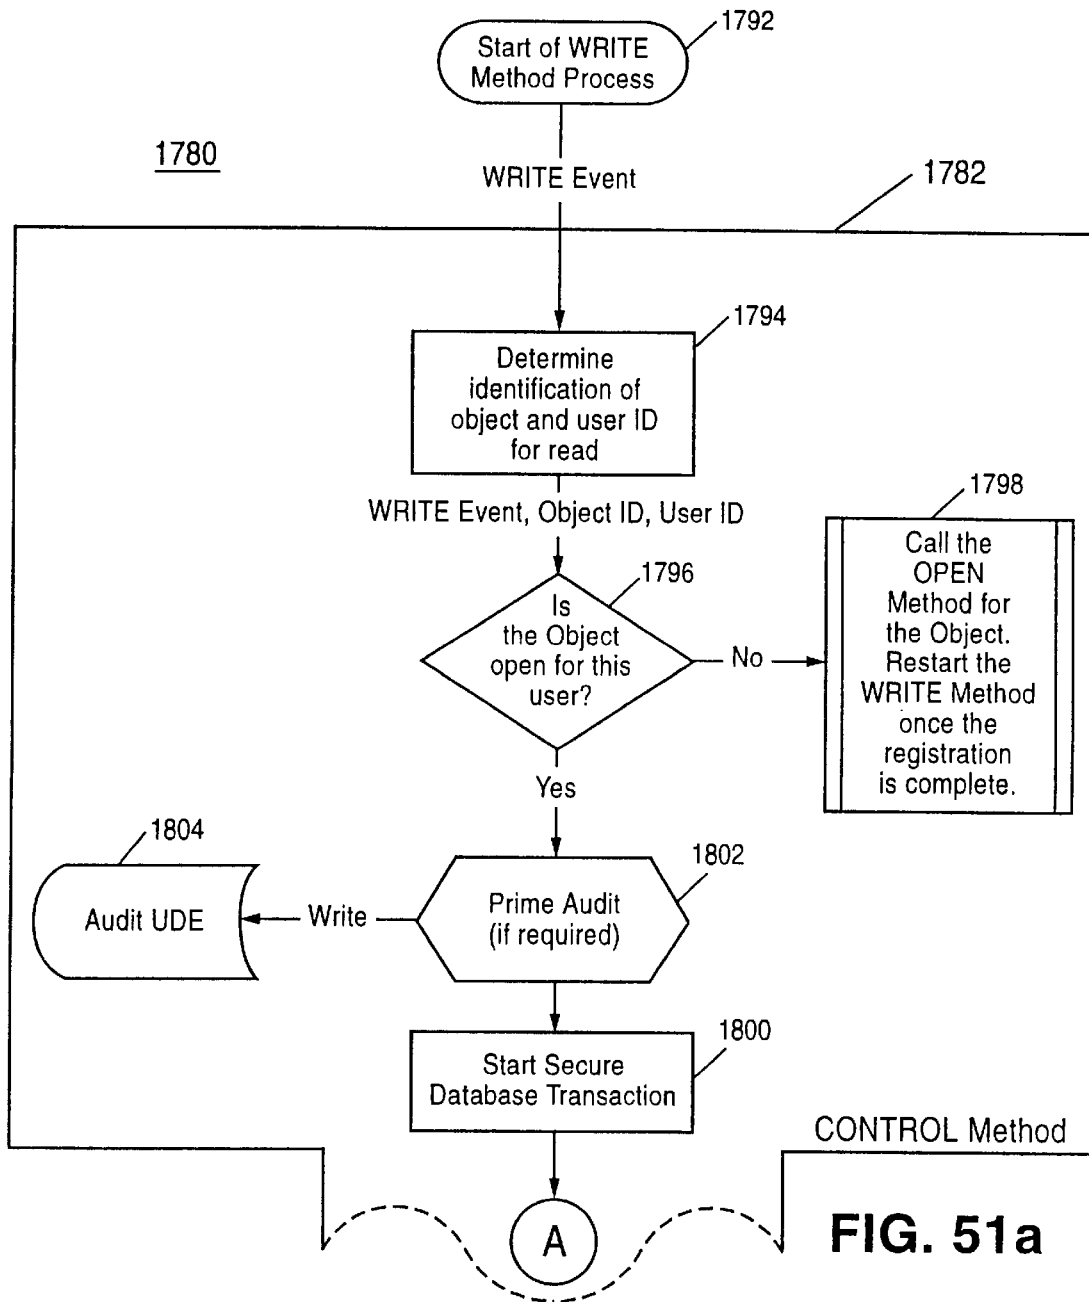 1792
Start of WRITE
Method Process
1780
WRITE Event
1782
1794
Determine
identification of
object and user ID
for read
WRITE Event, Object ID, User ID
1798
Call the
OPEN
Method for
the Object.
Restart the
WRITE Method
once the
registration
is complete.
1796
Is
the Object
open for this
user?
No
Yes
1804
Audit UDE
Write
1802
Prime Audit
(if required)
1800
Start Secure
Database Transaction
CONTROL Method
A
FIG. 51a